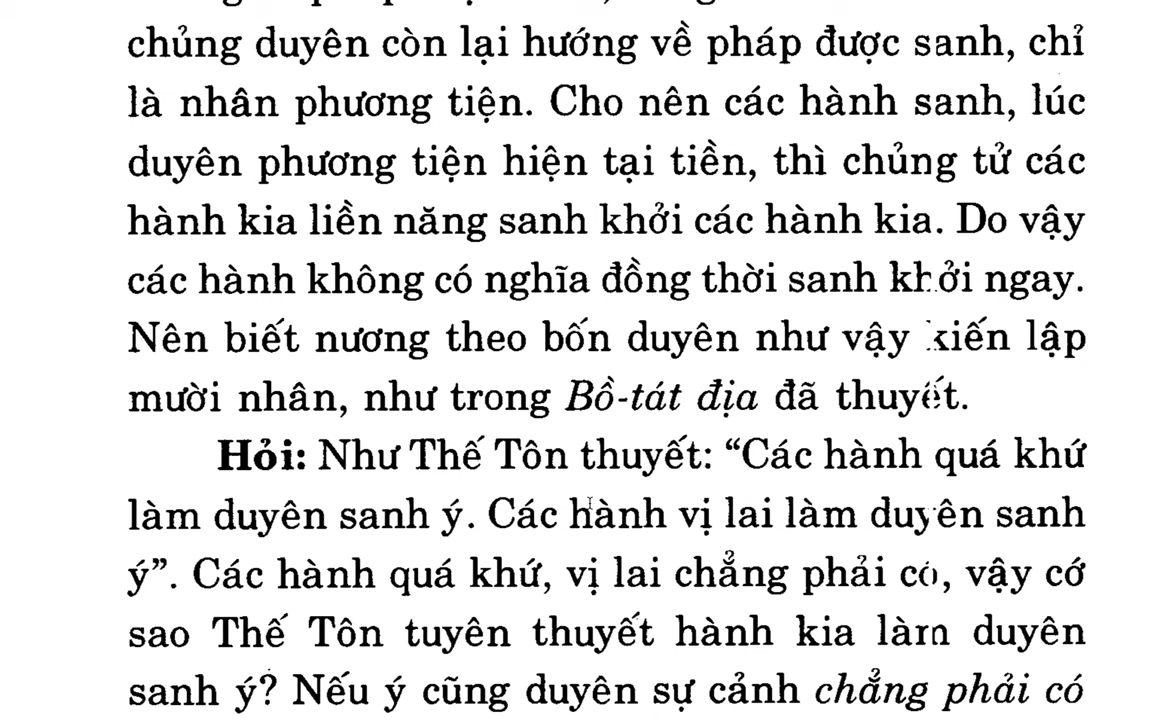 chủng duyên còn lại hướng về pháp được sanh, chỉ
là nhân phương tiện. Cho nên các hành sanh, lúc
duyên phương tiện hiện tại tiền, thì chủng tử các
hành kia liền năng sanh khởi các hành kia. Do vậy
các hành không có nghĩa đồng thời sanh khởi ngay.
Nên biết nương theo bốn duyên như vậy kiến lập
mười nhân, như trong Bồ-tát địa đã thuyết.
Hỏi: Như Thế Tôn thuyết: “Các hành quá khứ
làm duyên sanh ý. Các hành vị lai làm duyên sanh
ý”. Các hành quá khứ, vị lai chẳng phải có, vậy cớ
sao Thế Tôn tuyên thuyết hành kia làm duyên
sanh ý? Nếu ý cũng duyên sự cảnh chẳng phải có